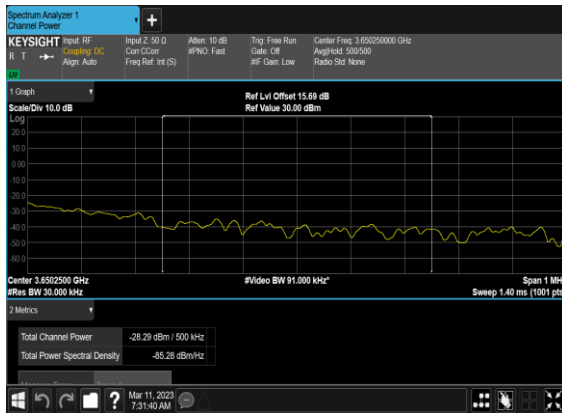 Spectrum Analyzer 1
Channel Power
KEYSIGHT Input: RF Input Z: 50 Ω Atten: 10 dB Trig: Free Run Center Freq: 3.650250000 GHz
R T Coupling: DC Corr CCorr #PNO: Fast Gate: Off Avg|Hold: 500/500
Align: Auto Freq Ref: Int (S) #IF Gain: Low Radio Std: None
1 Graph
Ref Lvl Offset 15.69 dB
Scale/Div 10.0 dB Ref Value 30.00 dBm
Log
20.0
10.0
0.00
-10.0
-20.0
-30.0
-40.0
-50.0
-60.0
Center 3.6502500 GHz #Video BW 91.000 kHz* Span 1 MH
#Res BW 30.000 kHz Sweep 1.40 ms (1001 pts
2 Metrics
Total Channel Power -28.29 dBm / 500 kHz
Total Power Spectral Density -85.28 dBm/Hz
Mar 11, 2023
7:31:40 AM